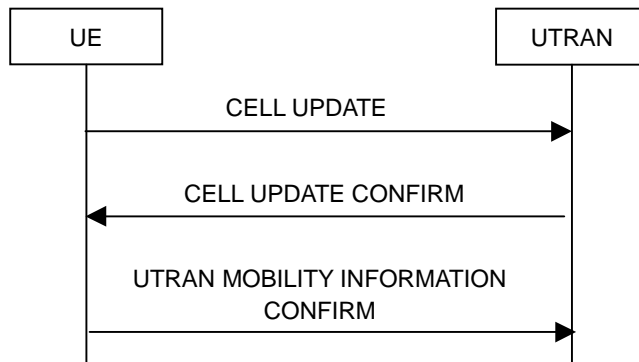 UE
UTRAN
CELL UPDATE
CELL UPDATE CONFIRM
UTRAN MOBILITY INFORMATION
CONFIRM